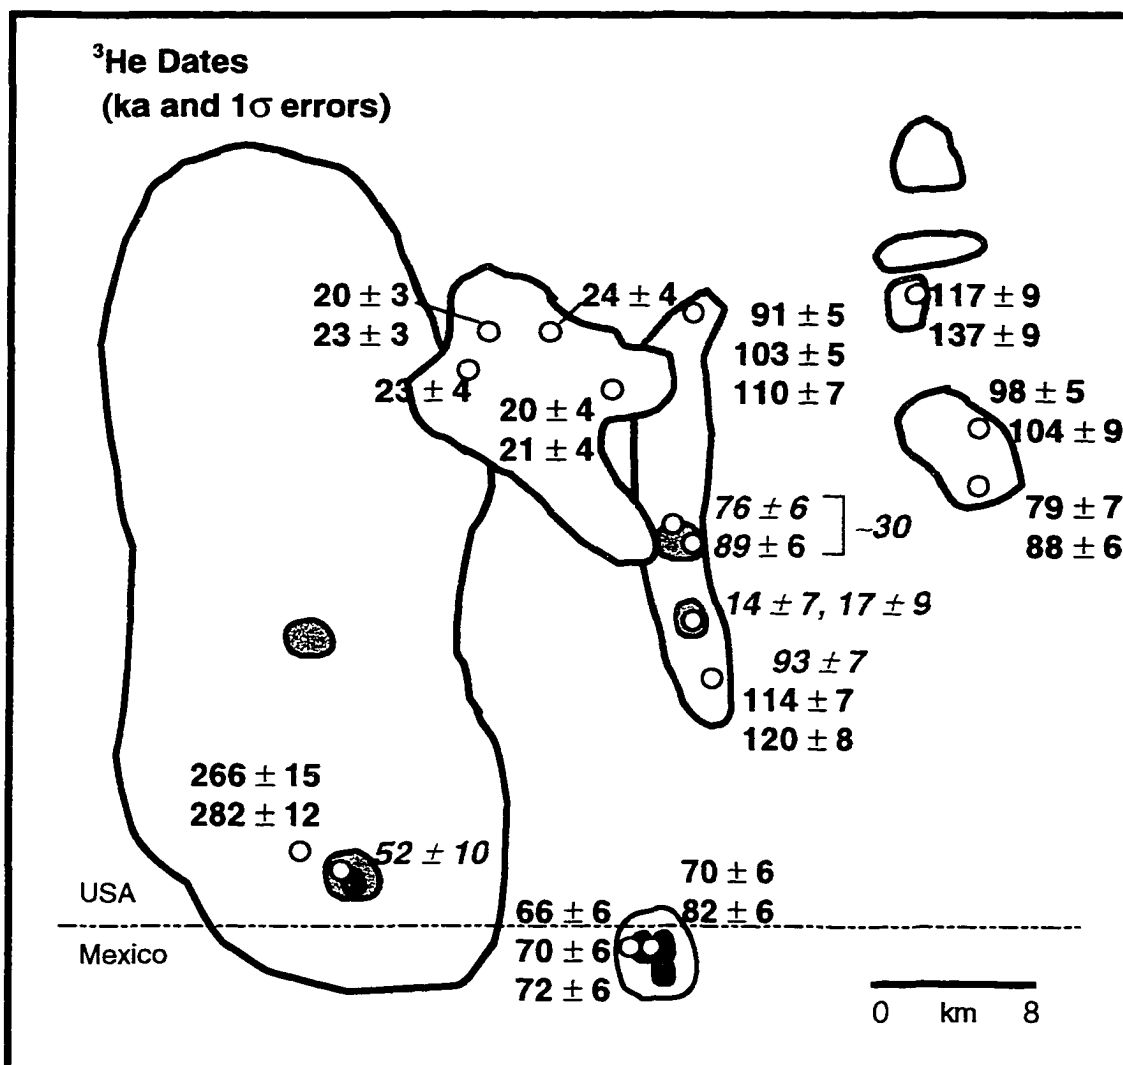 ³He Dates
(ka and 1σ errors)
20 ± 3
23 ± 3
24 ± 4
23 ± 4
20 ± 4
21 ± 4
91 ± 5
103 ± 5
110 ± 7
117 ± 9
137 ± 9
98 ± 5
104 ± 9
79 ± 7
88 ± 6
76 ± 6
89 ± 6
~30
14 ± 7, 17 ± 9
93 ± 7
114 ± 7
120 ± 8
266 ± 15
282 ± 12
52 ± 10
USA
Mexico
70 ± 6
82 ± 6
66 ± 6
70 ± 6
72 ± 6
0 km 8